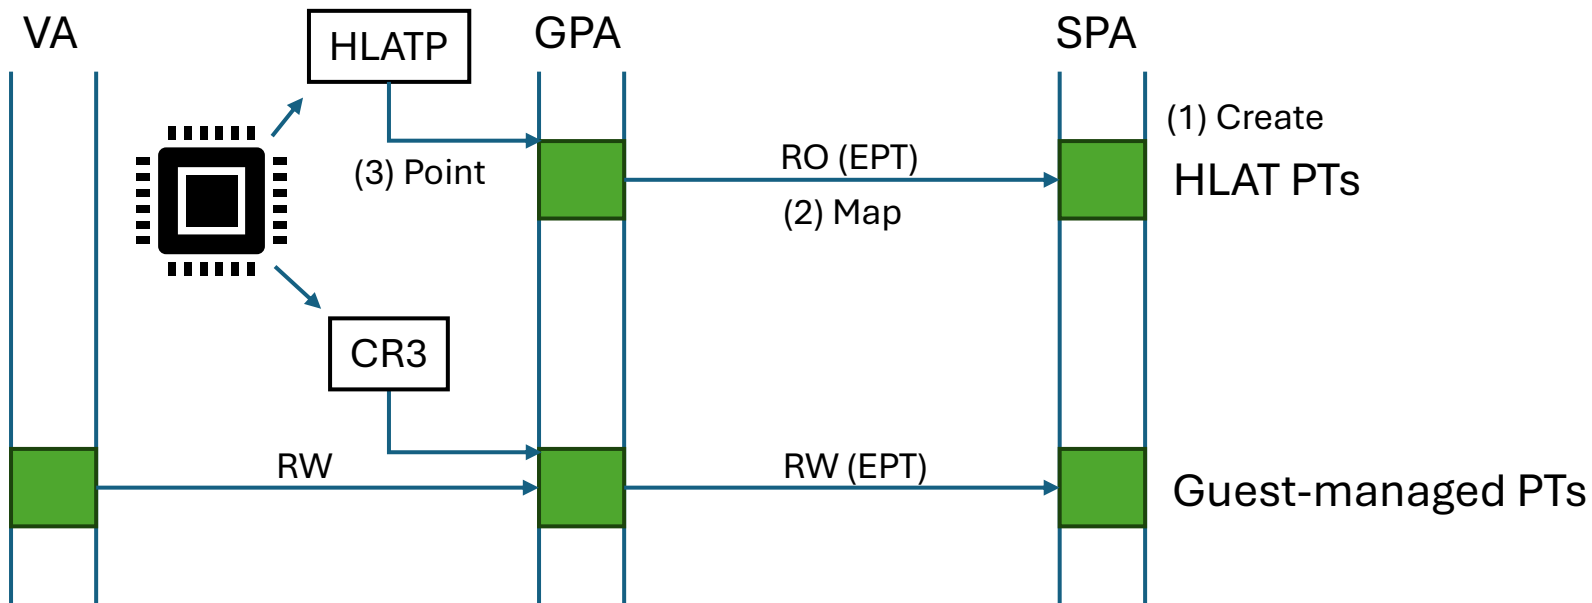 VA
HLATP
GPA
SPA
(1) Create
(3) Point
RO (EPT)
HLAT PTs
(2) Map
CR3
RW
RW (EPT)
Guest-managed PTs